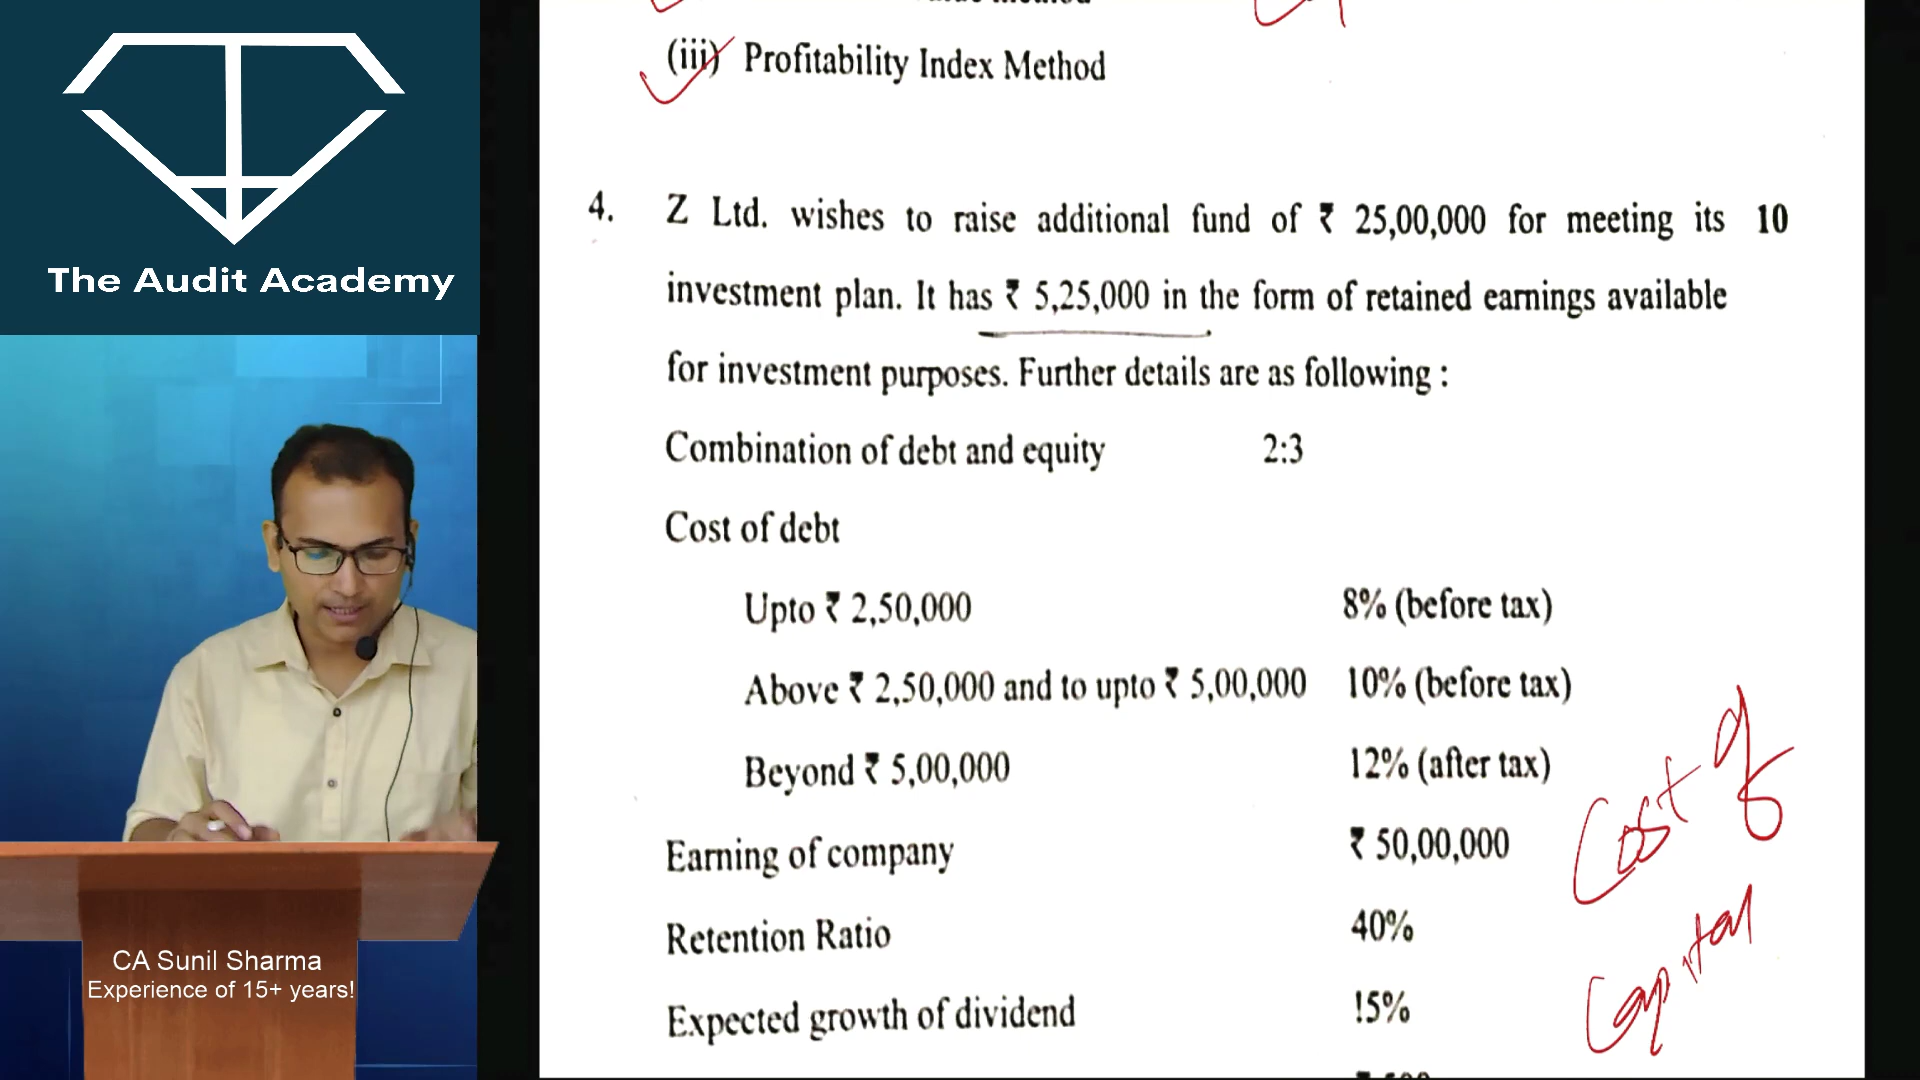 (iii) Profitability Index Method
4. Z Ltd. wishes to raise additional fund of ₹ 25,00,000 for meeting its 10
investment plan. It has ₹ 5,25,000 in the form of retained earnings available
for investment purposes. Further details are as following :
Combination of debt and equity 2:3
Cost of debt
Upto ₹ 2,50,000 8% (before tax)
Above ₹ 2,50,000 and to upto ₹ 5,00,000 10% (before tax)
Beyond ₹ 5,00,000 12% (after tax)
Earning of company ₹ 50,00,000
Retention Ratio 40%
Expected growth of dividend !5%
Cost of
Capital
The Audit Academy
CA Sunil Sharma
Experience of 15+ years!